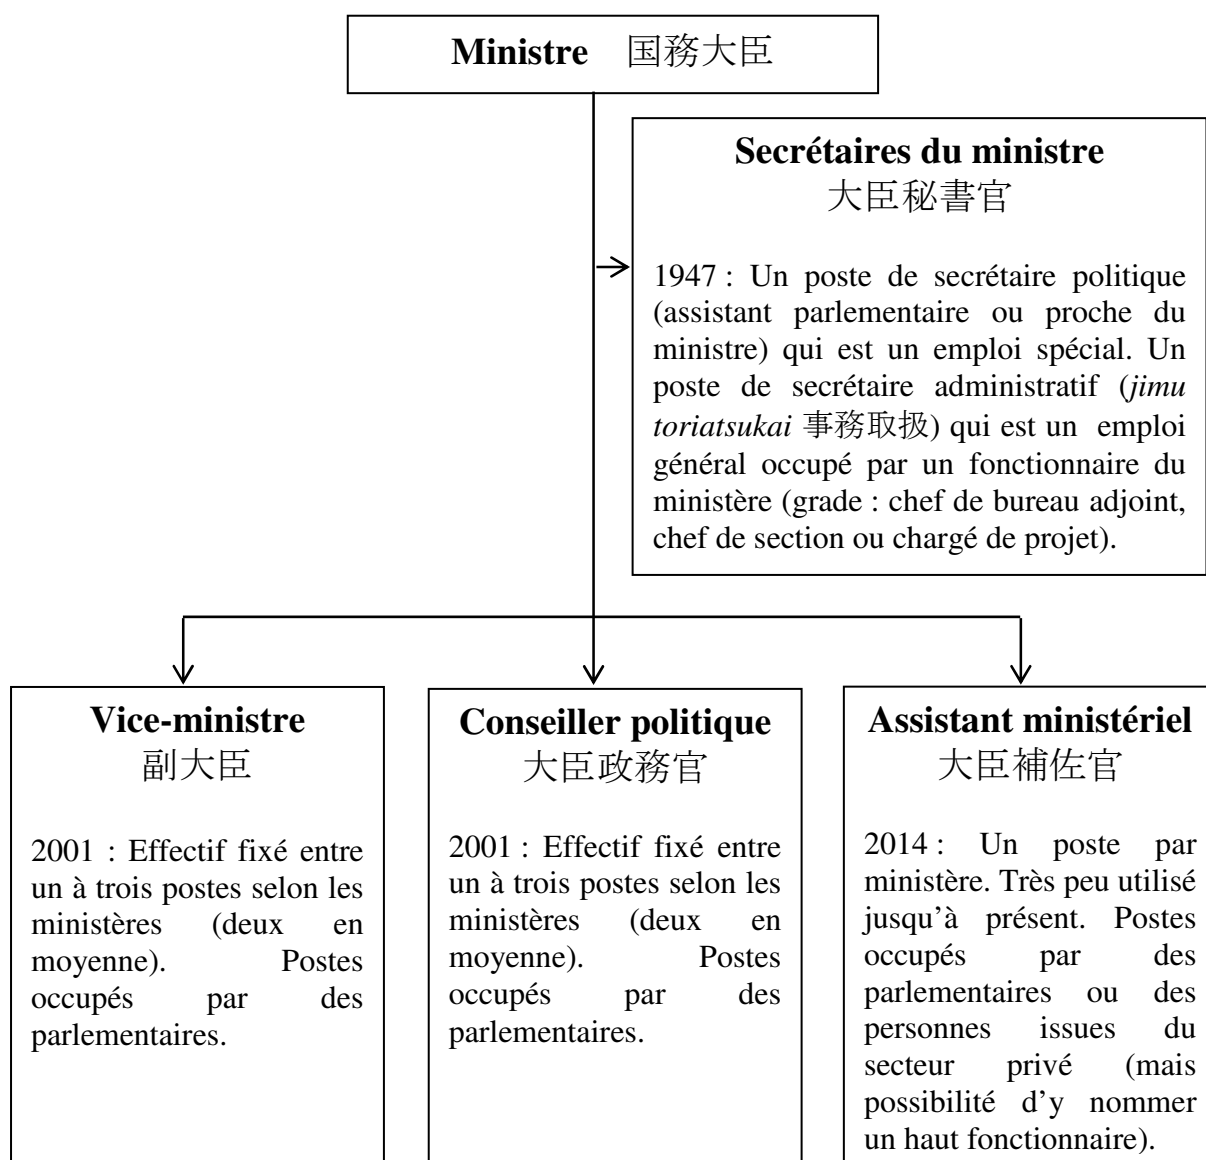 Ministre 国務大臣
Secrétaires du ministre
大臣秘書官
1947 : Un poste de secrétaire politique
(assistant parlementaire ou proche du
ministre) qui est un emploi spécial. Un
poste de secrétaire administratif (jimu
toriatsukai 事務取扱) qui est un emploi
général occupé par un fonctionnaire du
ministère (grade : chef de bureau adjoint,
chef de section ou chargé de projet).
Vice-ministre
副大臣
2001 : Effectif fixé entre
un à trois postes selon les
ministères (deux en
moyenne). Postes
occupés par des
parlementaires.
Conseiller politique
大臣政務官
2001 : Effectif fixé entre
un à trois postes selon les
ministères (deux en
moyenne). Postes
occupés par des
parlementaires.
Assistant ministériel
大臣補佐官
2014 : Un poste par
ministère. Très peu utilisé
jusqu’à présent. Postes
occupés par des
parlementaires ou des
personnes issues du
secteur privé (mais
possibilité d’y nommer
un haut fonctionnaire).